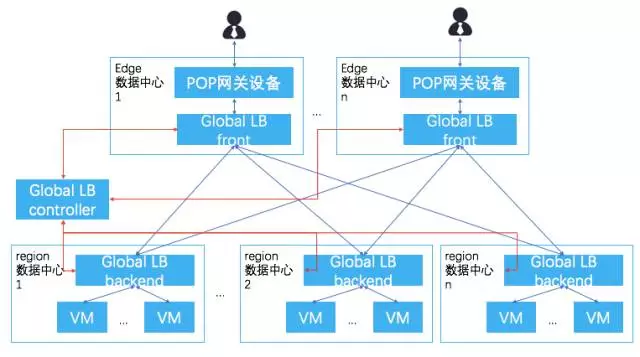 Edge
数据中心
1
POP网关设备
Global LB
front
...
Edge
数据中心
n
POP网关设备
Global LB
front
Global LB
controller
region
数据中心
1
Global LB
backend
VM
...
VM
...
region
数据中心
2
Global LB
backend
VM
...
VM
...
region
数据中心
n
Global LB
backend
VM
...
VM